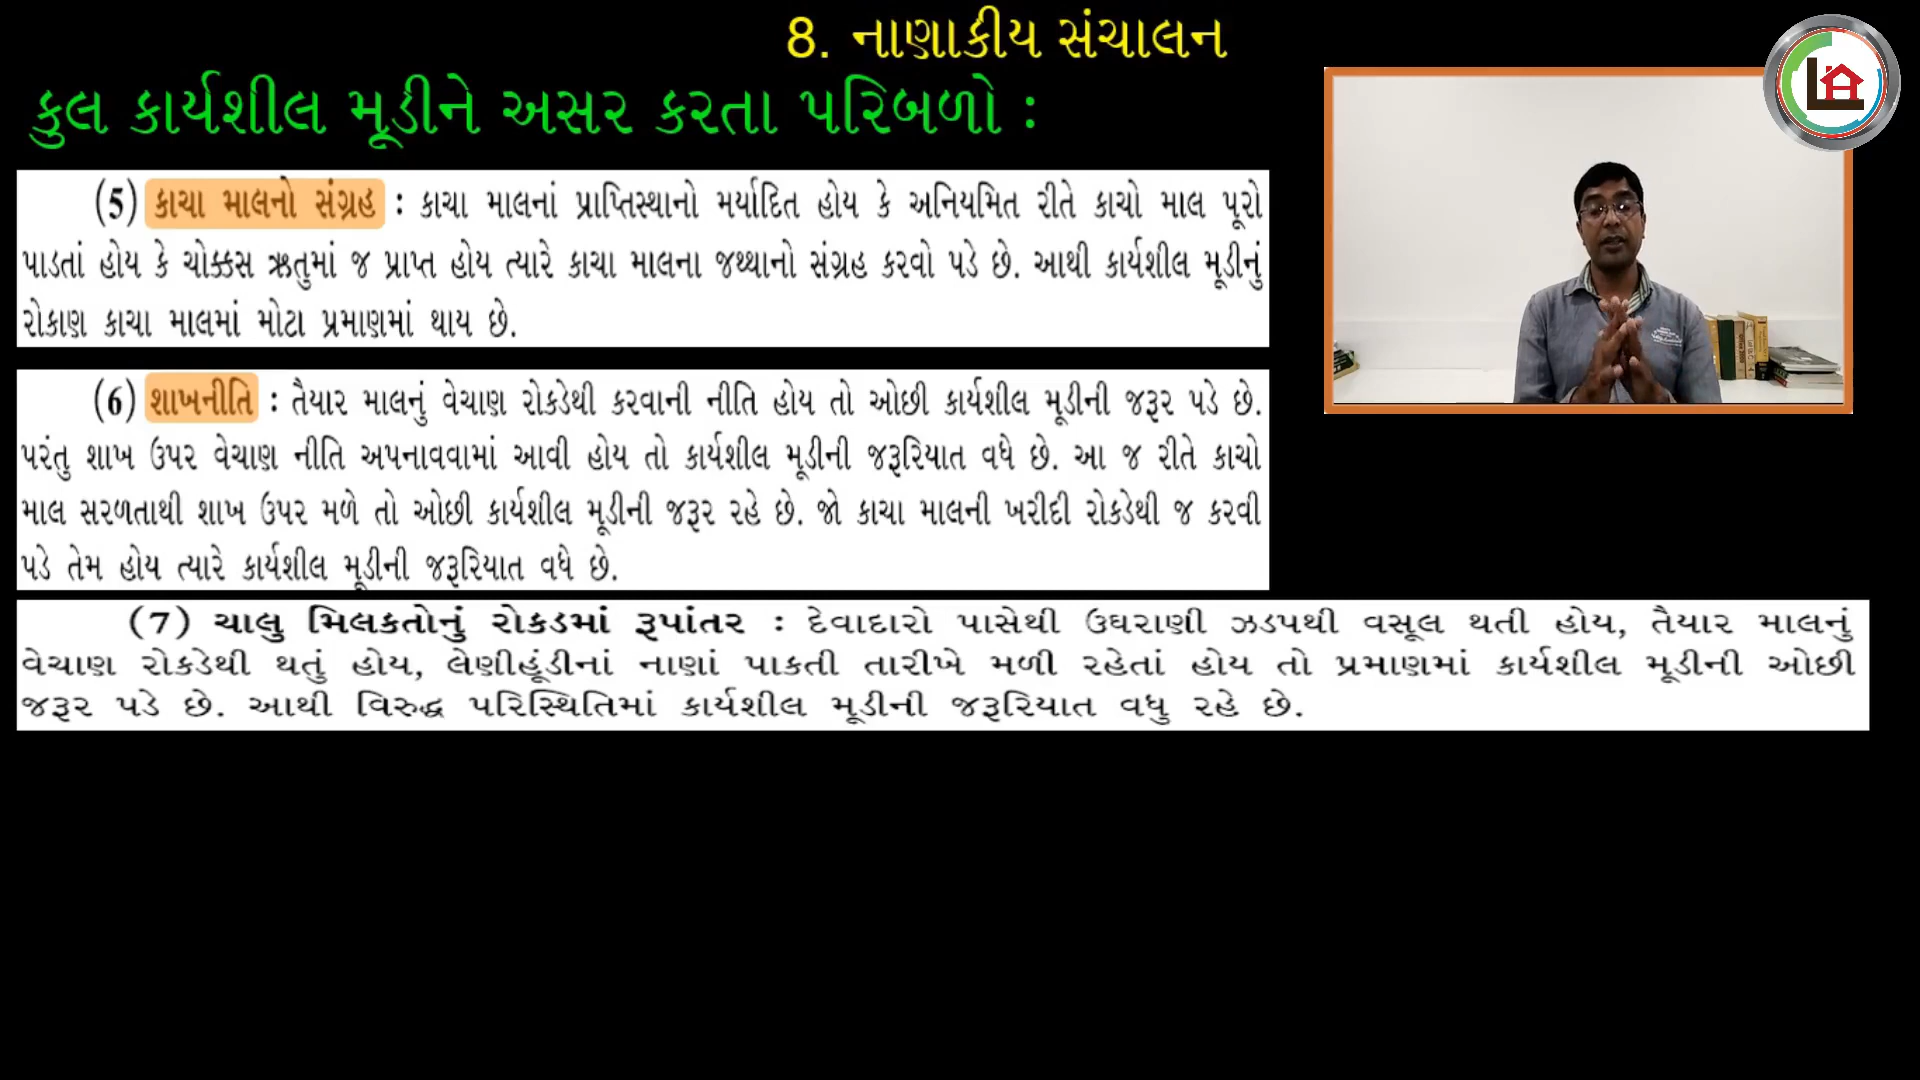 8. નાણાકીય સંચાલન
કુલ કાર્યશીલ મૂડીને અસર કરતા પરિબળો :
(5) કાચા માલનો સંગ્રહ : કાચા માલનાં પ્રાપ્તિસ્થાનો મર્યાદિત હોય કે અનિયમિત રીતે કાચો માલ પૂરો
પાડતાં હોય કે ચોક્કસ ઋતુમાં જ પ્રાપ્ત હોય ત્યારે કાચા માલના જથ્થાનો સંગ્રહ કરવો પડે છે. આથી કાર્યશીલ મૂડીનું
રોકાણ કાચા માલમાં મોટા પ્રમાણમાં થાય છે.
(6) શાખનીતિ : તૈયાર માલનું વેચાણ રોકડેથી કરવાની નીતિ હોય તો ઓછી કાર્યશીલ મૂડીની જરૂર પડે છે.
પરંતુ શાખ ઉપર વેચાણ નીતિ અપનાવવામાં આવી હોય તો કાર્યશીલ મૂડીની જરૂરિયાત વધે છે. આ જ રીતે કાચો
માલ સરળતાથી શાખ ઉપર મળે તો ઓછી કાર્યશીલ મૂડીની જરૂર રહે છે. જો કાચા માલની ખરીદી રોકડેથી જ કરવી
પડે તેમ હોય ત્યારે કાર્યશીલ મૂડીની જરૂરિયાત વધે છે.
(7) ચાલુ મિલકતોનું રોકડમાં રૂપાંતર : દેવાદારો પાસેથી ઉઘરાણી ઝડપથી વસૂલ થતી હોય, તૈયાર માલનું
વેચાણ રોકડેથી થતું હોય, લેણીહૂંડીનાં નાણાં પાકતી તારીખે મળી રહેતાં હોય તો પ્રમાણમાં કાર્યશીલ મૂડીની ઓછી
જરૂર પડે છે. આથી વિરુદ્ધ પરિસ્થિતિમાં કાર્યશીલ મૂડીની જરૂરિયાત વધુ રહે છે.